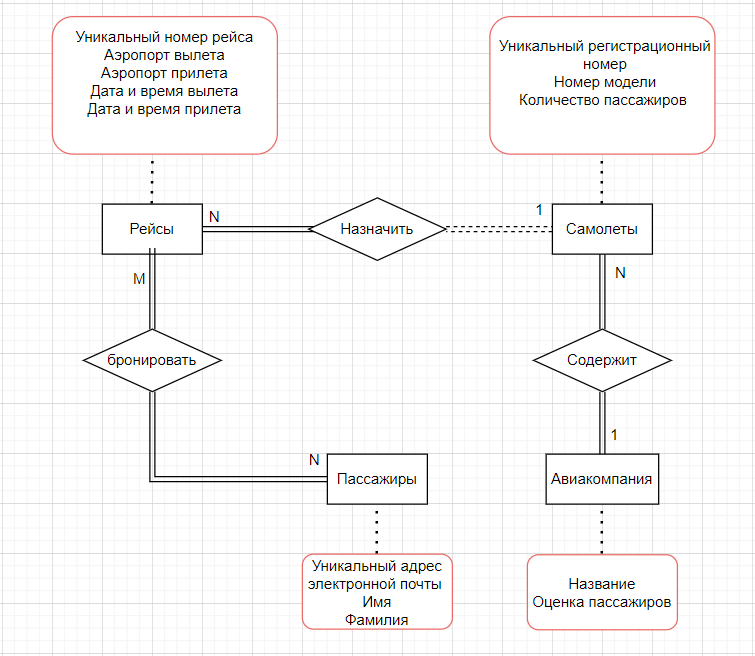 Уникальный номер рейса
Аэропорт вылета
Аэропорт прилета
Дата и время вылета
Дата и время прилета
Уникальный регистрационный
номер
Номер модели
Количество пассажиров
Рейсы
N
Назначить
1
Самолеты
M
N
бронировать
Содержит
N
1
Пассажиры
Авиакомпания
Уникальный адрес
электронной почты
Имя
Фамилия
Название
Оценка пассажиров